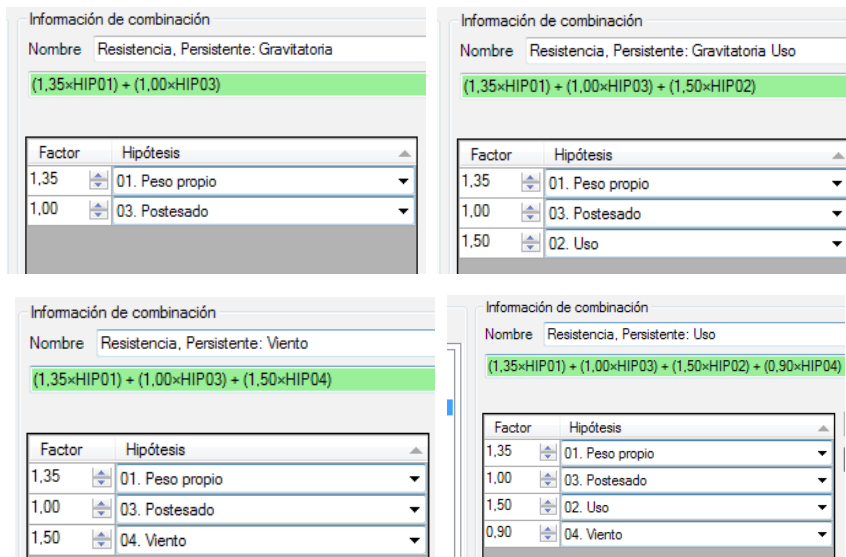 Información de combinación
Nombre Resistencia, Persistente: Gravitatoria
(1,35×HIP01) + (1,00×HIP03)
Factor Hipótesis
1,35 01. Peso propio
1,00 03. Postesado
Información de combinación
Nombre Resistencia, Persistente: Gravitatoria Uso
(1,35×HIP01) + (1,00×HIP03) + (1,50×HIP02)
Factor Hipótesis
1,35 01. Peso propio
1,00 03. Postesado
1,50 02. Uso
Información de combinación
Nombre Resistencia, Persistente: Viento
(1,35×HIP01) + (1,00×HIP03) + (1,50×HIP04)
Factor Hipótesis
1,35 01. Peso propio
1,00 03. Postesado
1,50 04. Viento
Información de combinación
Nombre Resistencia, Persistente: Uso
(1,35×HIP01) + (1,00×HIP03) + (1,50×HIP02) + (0,90×HIP04)
Factor Hipótesis
1,35 01. Peso propio
1,00 03. Postesado
1,50 02. Uso
0,90 04. Viento